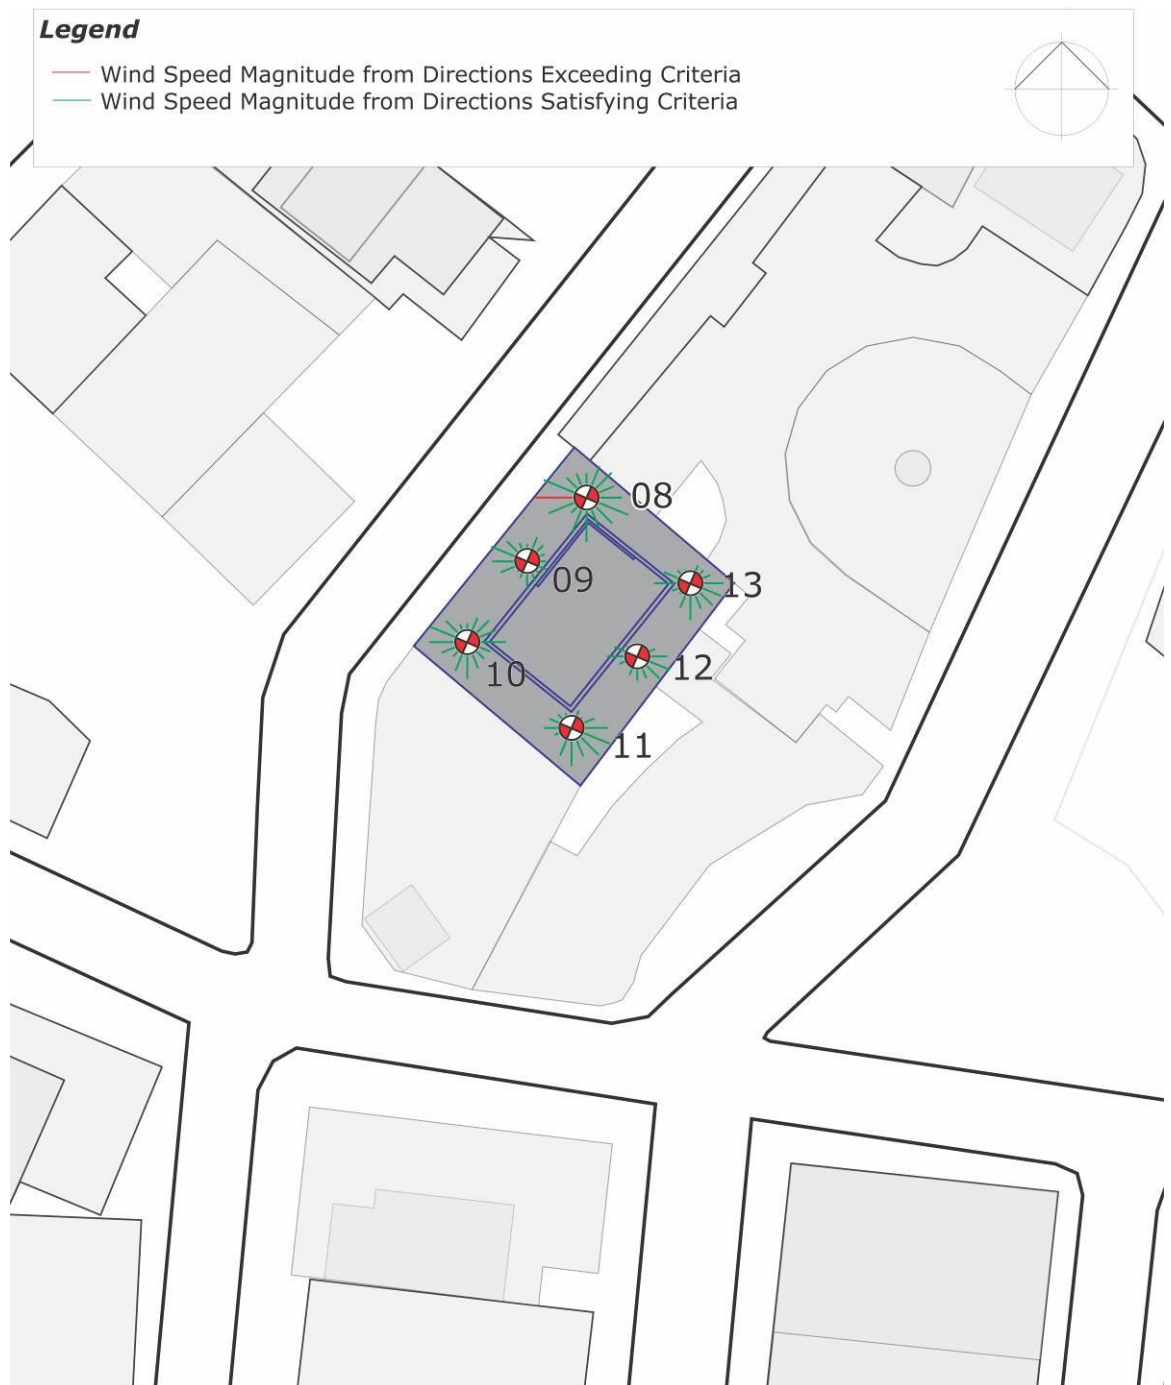 Legend
Wind Speed Magnitude from Directions Exceeding Criteria
Wind Speed Magnitude from Directions Satisfying Criteria
08
09
13
10
12
11